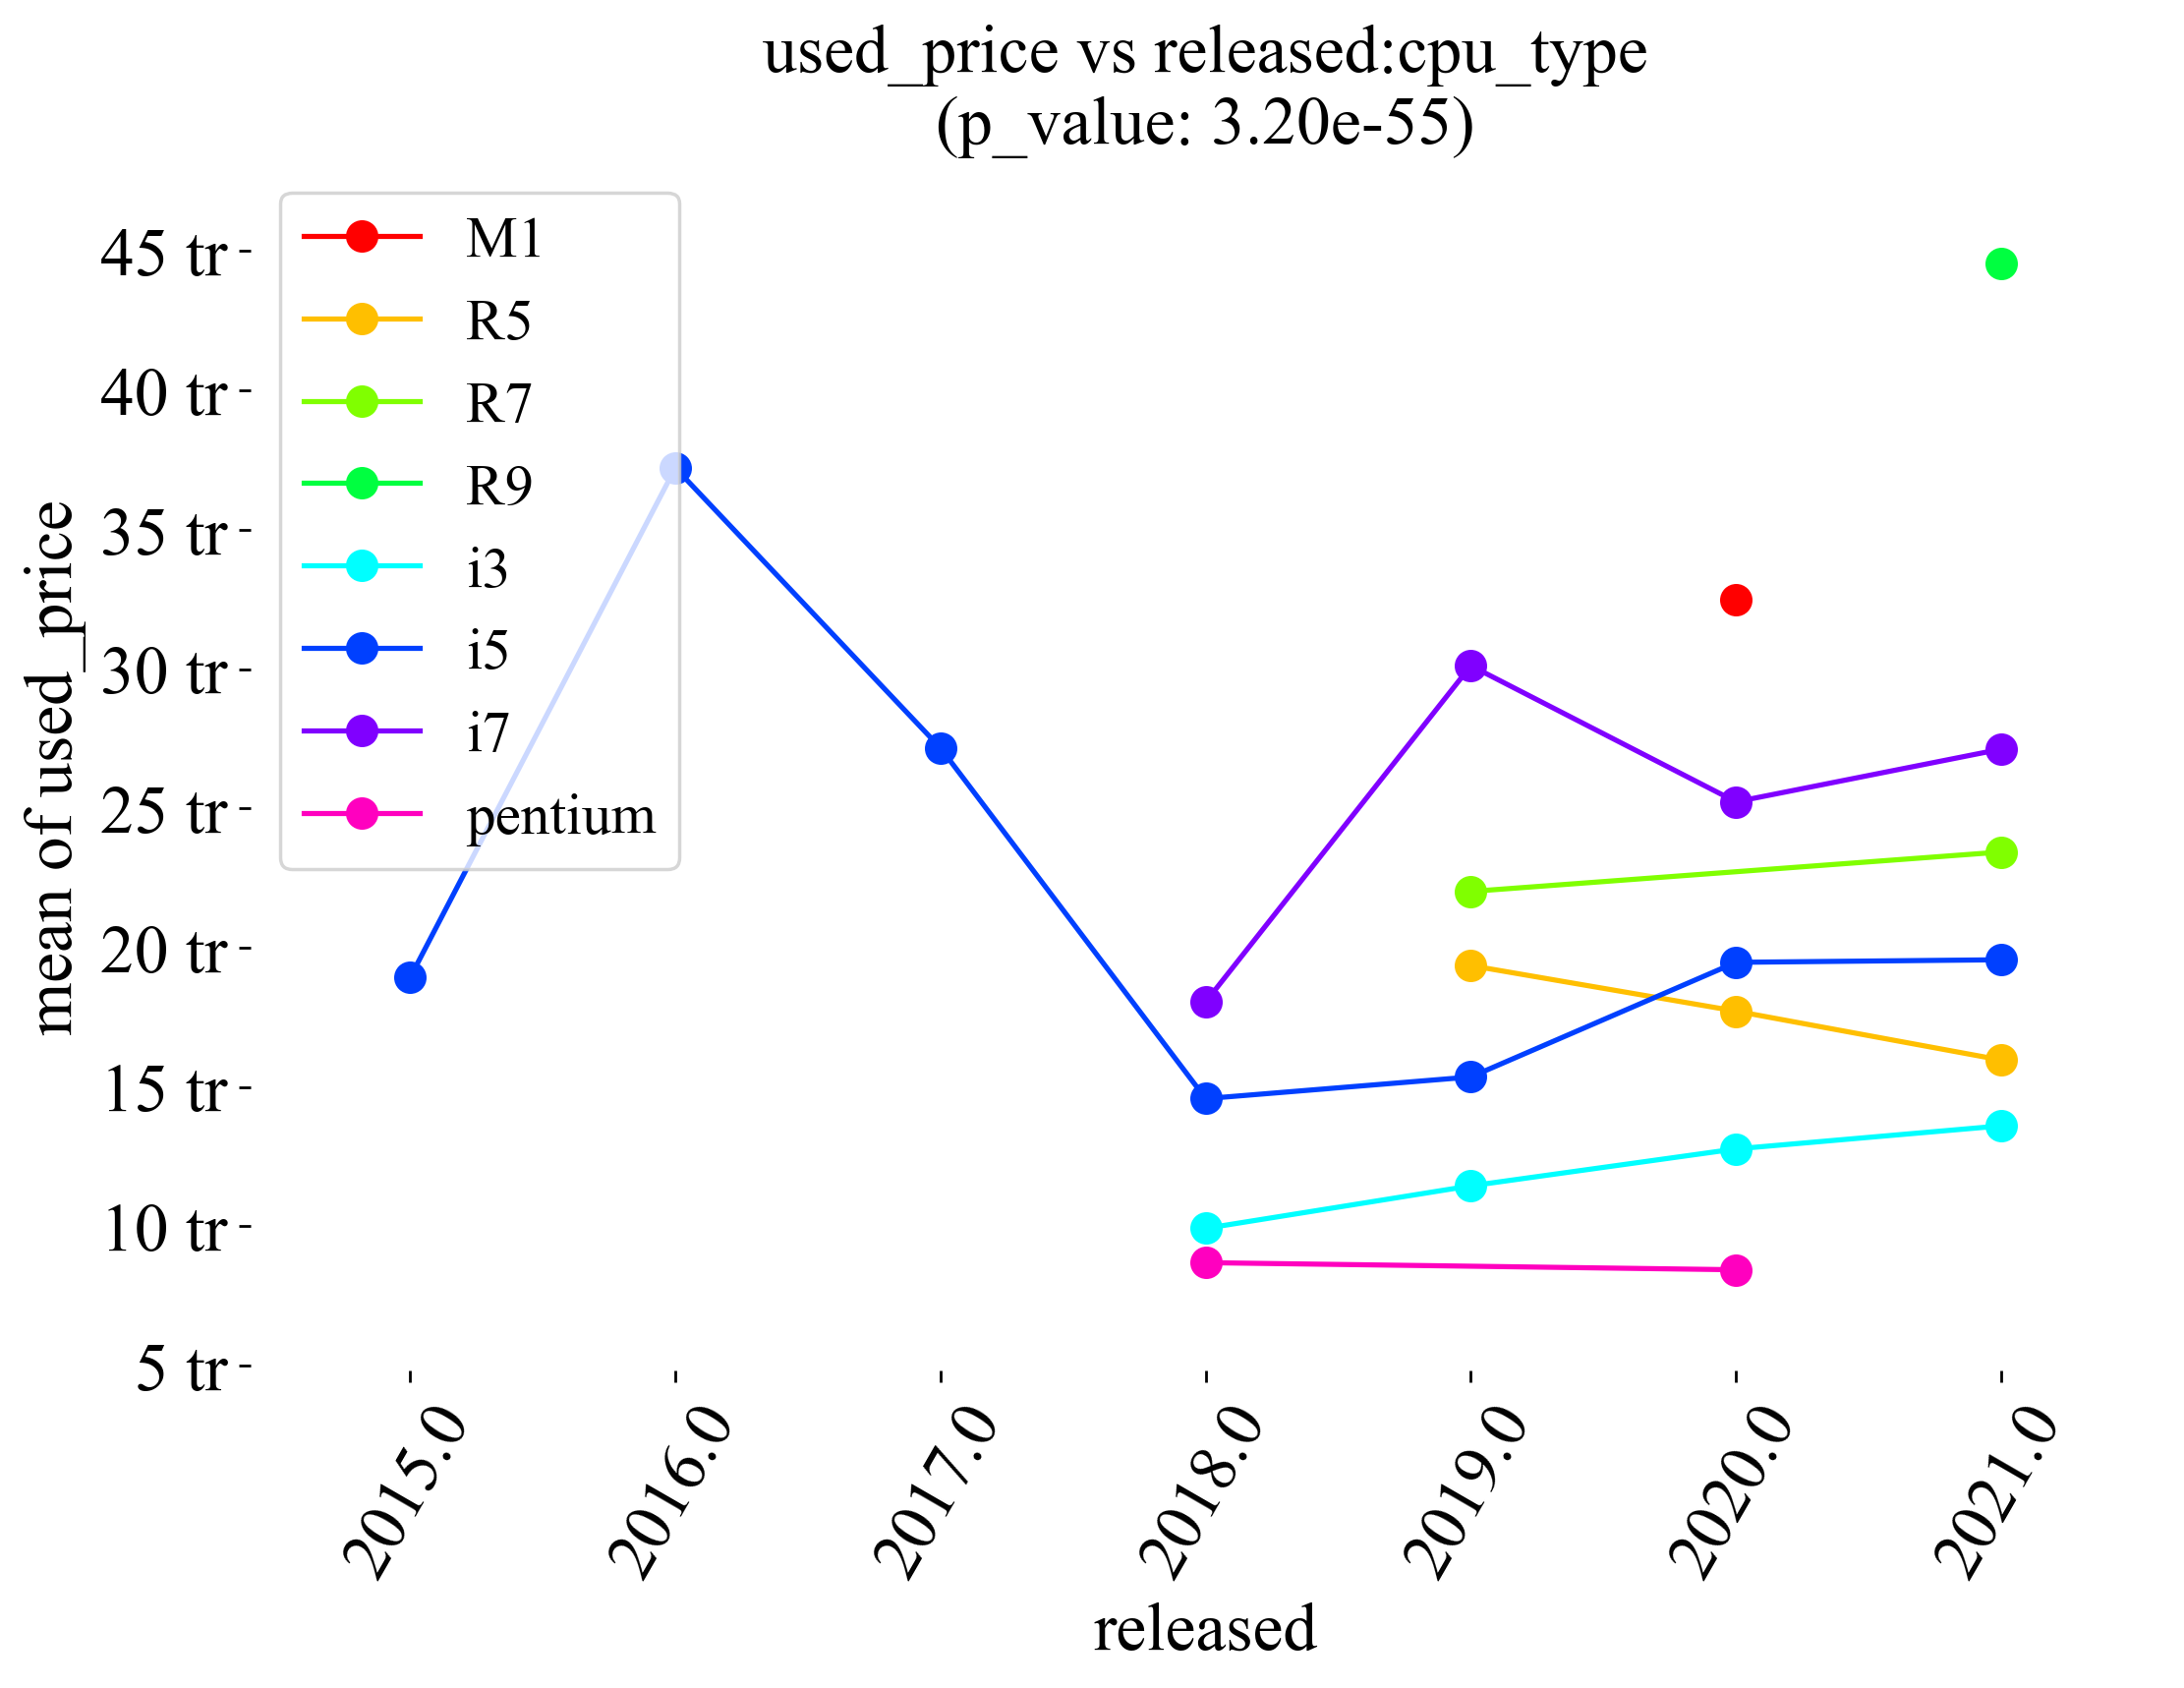 used_price vs released:cpu_type
(p_value: 3.20e-55)
M1
R5
R7
R9
i3
i5
i7
pentium
mean of used_price
45 tr
40 tr
35 tr
30 tr
25 tr
20 tr
15 tr
10 tr
5 tr
2015.0
2016.0
2017.0
2018.0
2019.0
2020.0
2021.0
released